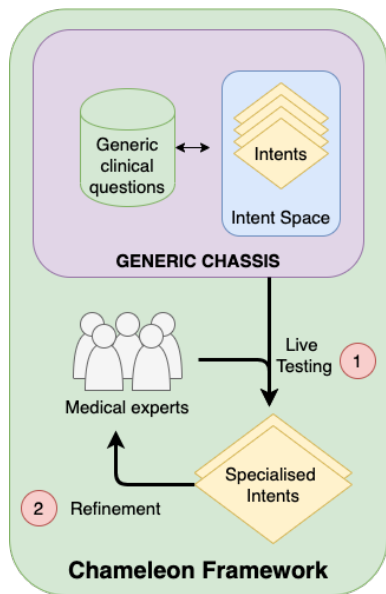 Generic
clinical
questions
Intents
Intent Space
GENERIC CHASSIS
Live
Testing
1
Medical experts
Specialised
Intents
2
Refinement
Chameleon Framework